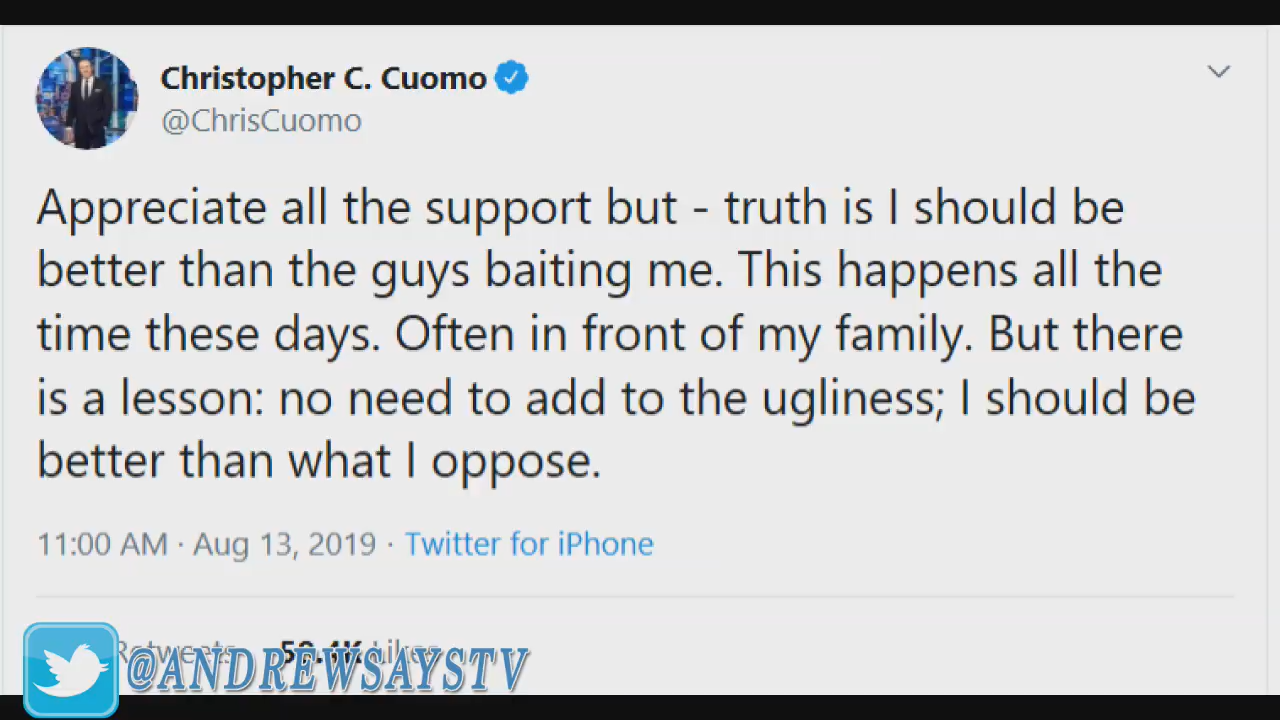 Christopher C. Cuomo
@ChrisCuomo
Appreciate all the support but - truth is I should be
better than the guys baiting me. This happens all the
time these days. Often in front of my family. But there
is a lesson: no need to add to the ugliness; I should be
better than what I oppose.
11:00 AM · Aug 13, 2019 · Twitter for iPhone
Retweets Likes
@ANDREWSAYSTV